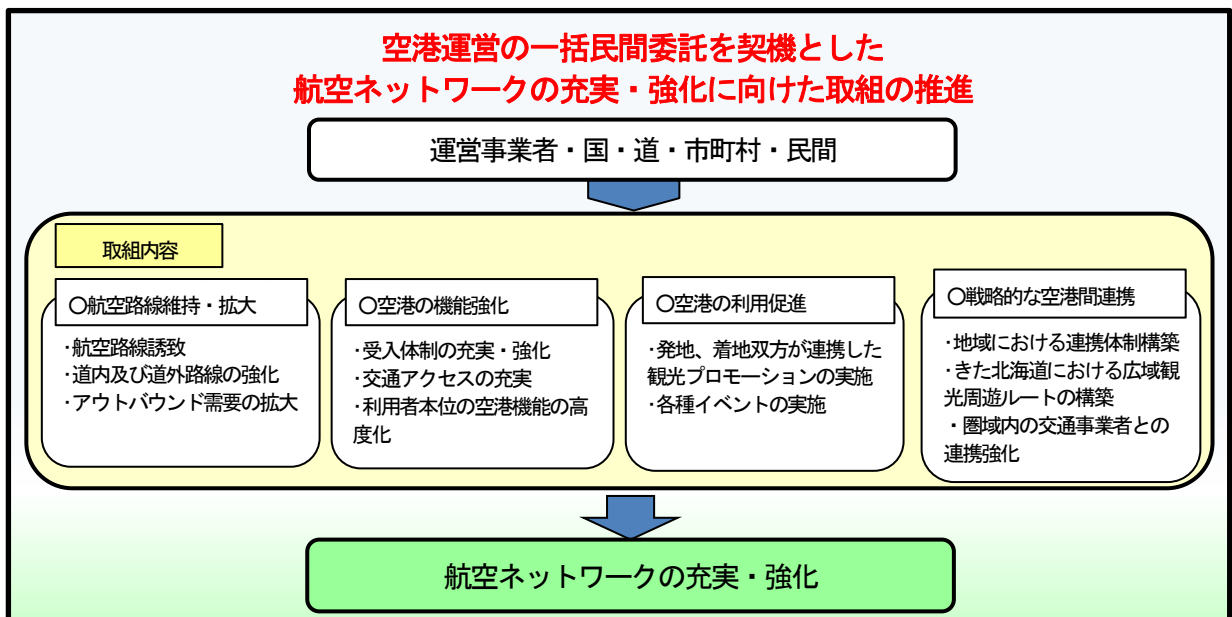 空港運営の一括民間委託を契機とした
航空ネットワークの充実・強化に向けた取組の推進
運営事業者・国・道・市町村・民間
取組内容
〇航空路線維持・拡大
・航空路線誘致
・道内及び道外路線の強化
・アウトバウンド需要の拡大
〇空港の機能強化
・受入体制の充実・強化
・交通アクセスの充実
・利用者本位の空港機能の高
度化
〇空港の利用促進
・発地、着地双方が連携した
観光プロモーションの実施
・各種イベントの実施
〇戦略的な空港間連携
・地域における連携体制構築
・きた北海道における広域観
光周遊ルートの構築
・圏域内の交通事業者との
連携強化
航空ネットワークの充実・強化